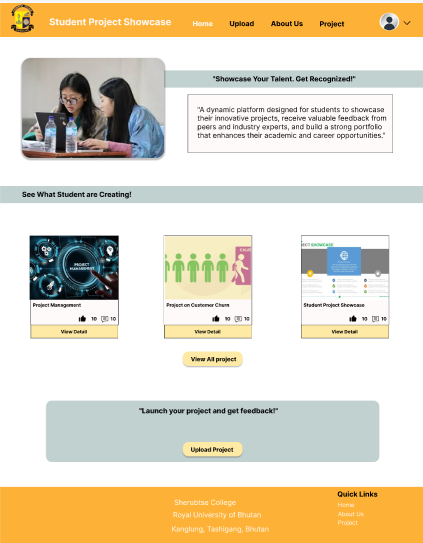 Student Project Showcase
Home Upload About Us Project
"Showcase Your Talent. Get Recognized!"
"A dynamic platform designed for students to showcase
their innovative projects, receive valuable feedback from
peers and industry experts, and build a strong portfolio
that enhances their academic and career opportunities."
See What Student are Creating!
PROJECT
MANAGEMENT
Project Management
10 10
View Detail
Project on Customer Churn
10 10
View Detail
SHOWCASE
Student Project Showcase
10 10
View Detail
View All project
"Launch your project and get feedback!"
Upload Project
Sherubtse College
Royal University of Bhutan
Kanglung, Tashigang, Bhutan
Quick Links
Home
About Us
Project